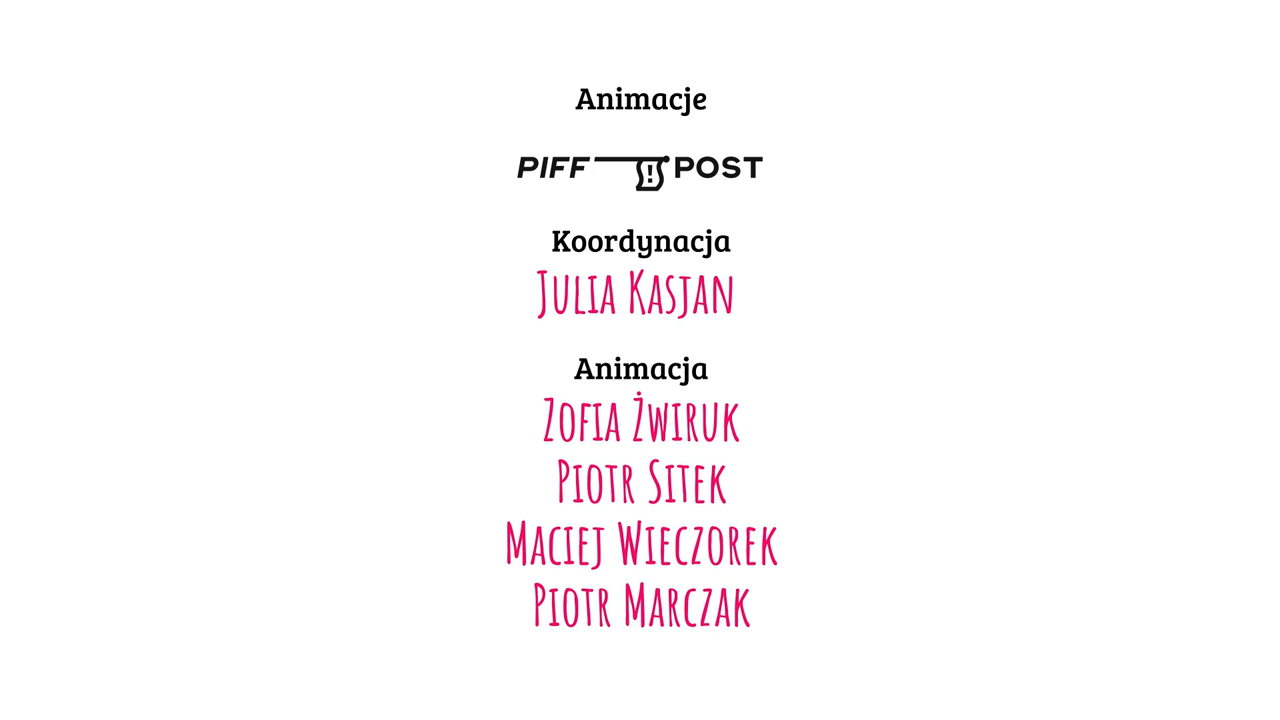 Animacje
PIFF ! POST
Koordynacja
Julia Kasjan
Animacja
Zofia Żwiruk
Piotr Sitek
Maciej Wieczorek
Piotr Marczak